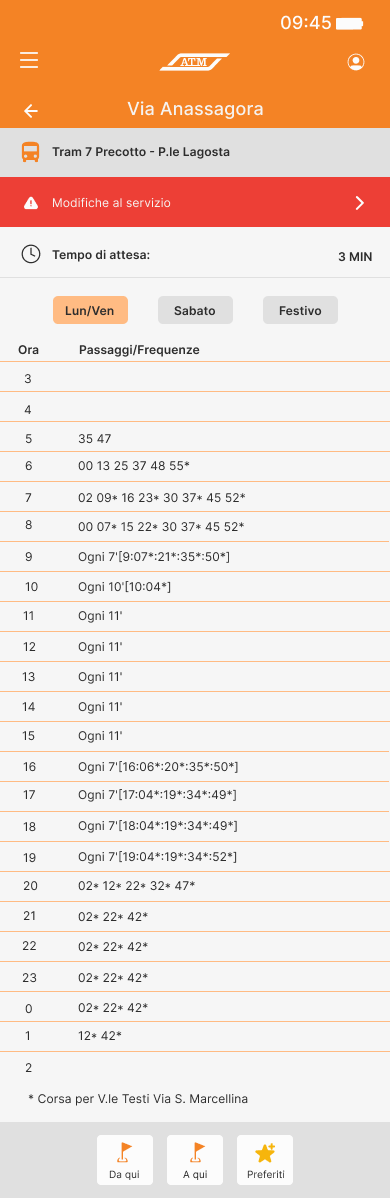 09:45
ATM
Via Anassagora
Tram 7 Precotto - P.le Lagosta
Modifiche al servizio
Tempo di attesa: 3 MIN
Lun/Ven Sabato Festivo
Ora Passaggi/Frequenze
3
4
5 35 47
6 00 13 25 37 48 55*
7 02 09* 16 23* 30 37* 45 52*
8 00 07* 15 22* 30 37* 45 52*
9 Ogni 7'[9:07*:21*:35*:50*]
10 Ogni 10'[10:04*]
11 Ogni 11'
12 Ogni 11'
13 Ogni 11'
14 Ogni 11'
15 Ogni 11'
16 Ogni 7'[16:06*:20*:35*:50*]
17 Ogni 7'[17:04*:19*:34*:49*]
18 Ogni 7'[18:04*:19*:34*:49*]
19 Ogni 7'[19:04*:19*:34*:52*]
20 02* 12* 22* 32* 47*
21 02* 22* 42*
22 02* 22* 42*
23 02* 22* 42*
0 02* 22* 42*
1 12* 42*
2
* Corsa per V.le Testi Via S. Marcellina
Da qui A qui Preferiti